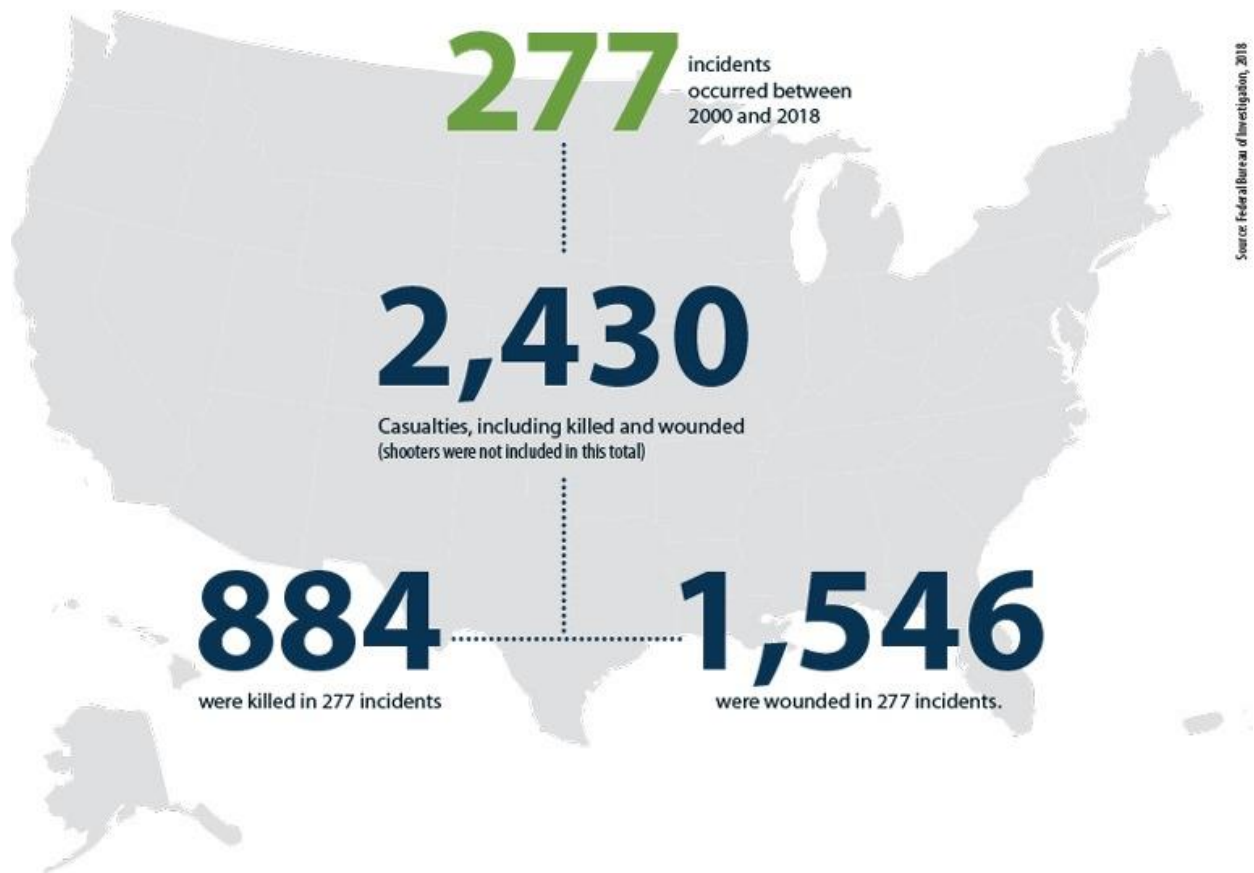 277
incidents
occurred between
2000 and 2018
2,430
Casualties, including killed and wounded
(shooters were not included in this total)
884
were killed in 277 incidents
1,546
were wounded in 277 incidents.
Source: Federal Bureau of Investigation, 2018